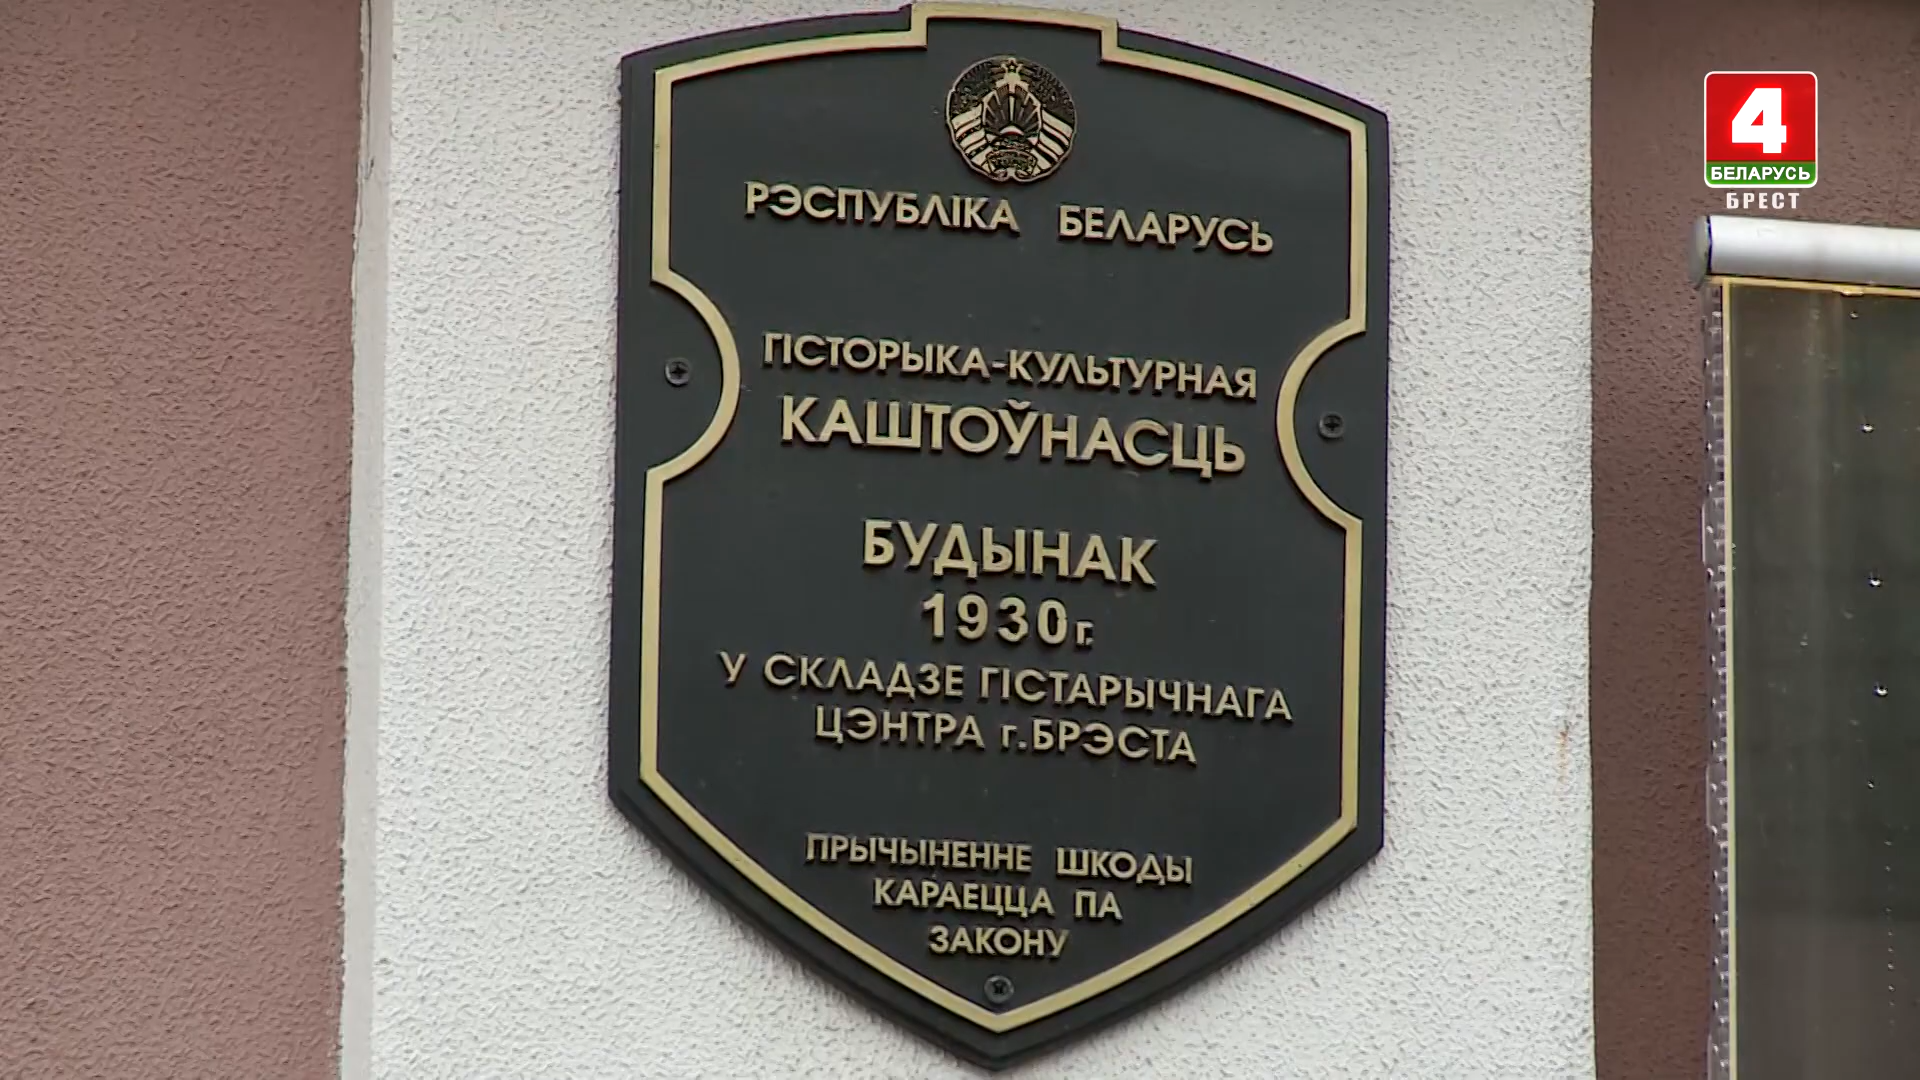 РЭСПУБЛІКА БЕЛАРУСЬ
ГІСТОРЫКА-КУЛЬТУРНАЯ
КАШТОЎНАСЦЬ
БУДЫНАК
1930г.
У СКЛАДЗЕ ГІСТАРЫЧНАГА
ЦЭНТРА г.БРЭСТА
ПРЫЧЫНЕННЕ ШКОДЫ
КАРАЕЦЦА ПА
ЗАКОНУ
4
БЕЛАРУСЬ
БРЕСТ